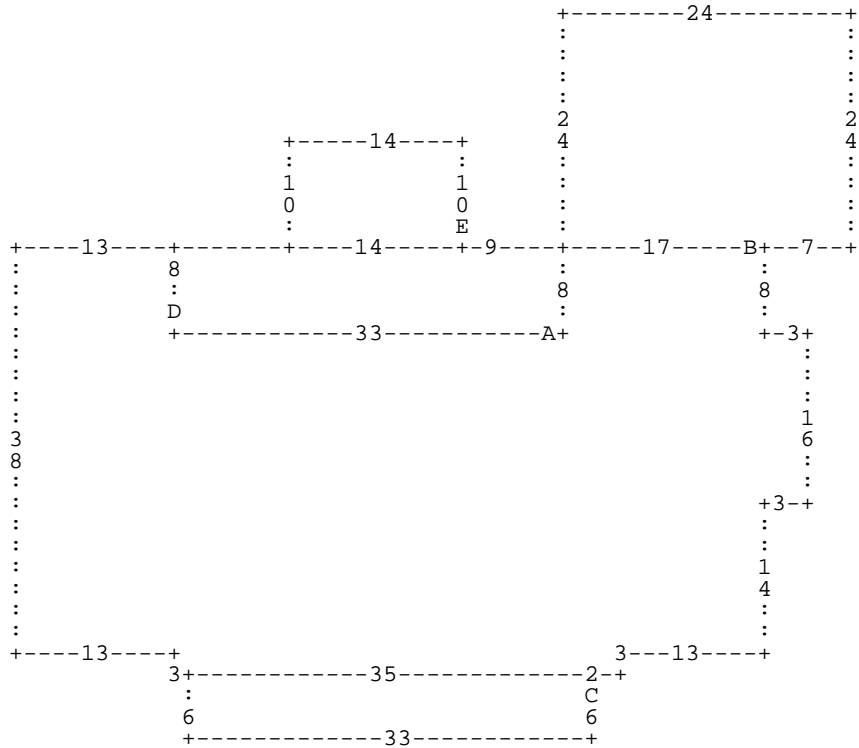 +--------24---------+
: :
: :
: :
: :
2 2
+-----14----+ 4 4
: : : :
1 1 : :
0 0 : :
: E : :
+----13----+-------+----14-----+-9----+-----17-----B+--7--+
: 8 : :
: : 8 8
: D : :
: +------------33-----------A+ +-3+
: :
: :
: :
: 1
3 6
8 :
: :
: +3-+
: :
: :
: 1
: 4
: :
: :
+----13----+ 3---13----+
3+------------35-------------2-+
: C
6 6
+-------------33------------+